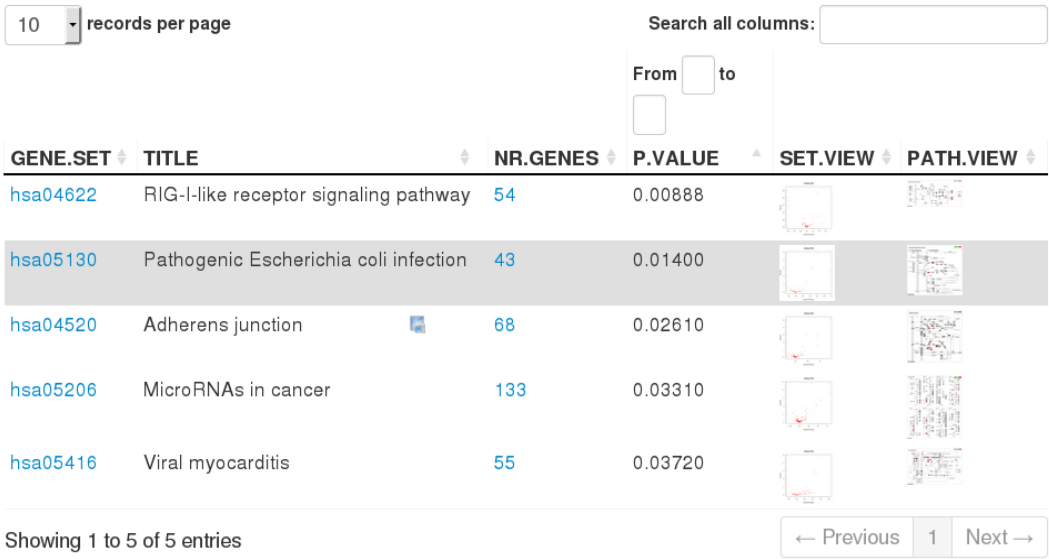 10 records per page Search all columns:
From to
GENE.SET TITLE NR.GENES P.VALUE SET.VIEW PATH.VIEW
hsa04622 RIG-I-like receptor signaling pathway 54 0.00888
hsa05130 Pathogenic Escherichia coli infection 43 0.01400
hsa04520 Adherens junction 68 0.02610
hsa05206 MicroRNAs in cancer 133 0.03310
hsa05416 Viral myocarditis 55 0.03720
Showing 1 to 5 of 5 entries ← Previous 1 Next →